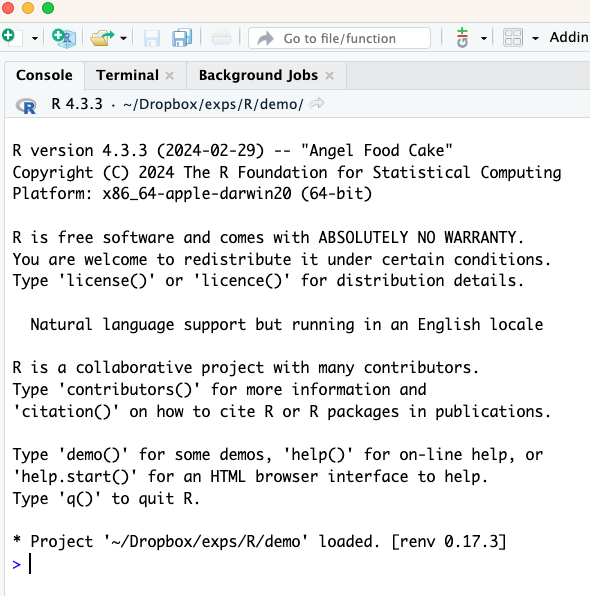 Go to file/function
Addin
Console Terminal Background Jobs
R 4.3.3 · ~/Dropbox/exps/R/demo/
R version 4.3.3 (2024-02-29) -- "Angel Food Cake"
Copyright (C) 2024 The R Foundation for Statistical Computing
Platform: x86_64-apple-darwin20 (64-bit)
R is free software and comes with ABSOLUTELY NO WARRANTY.
You are welcome to redistribute it under certain conditions.
Type 'license()' or 'licence()' for distribution details.
Natural language support but running in an English locale
R is a collaborative project with many contributors.
Type 'contributors()' for more information and
'citation()' on how to cite R or R packages in publications.
Type 'demo()' for some demos, 'help()' for on-line help, or
'help.start()' for an HTML browser interface to help.
Type 'q()' to quit R.
* Project '~/Dropbox/exps/R/demo' loaded. [renv 0.17.3]
>